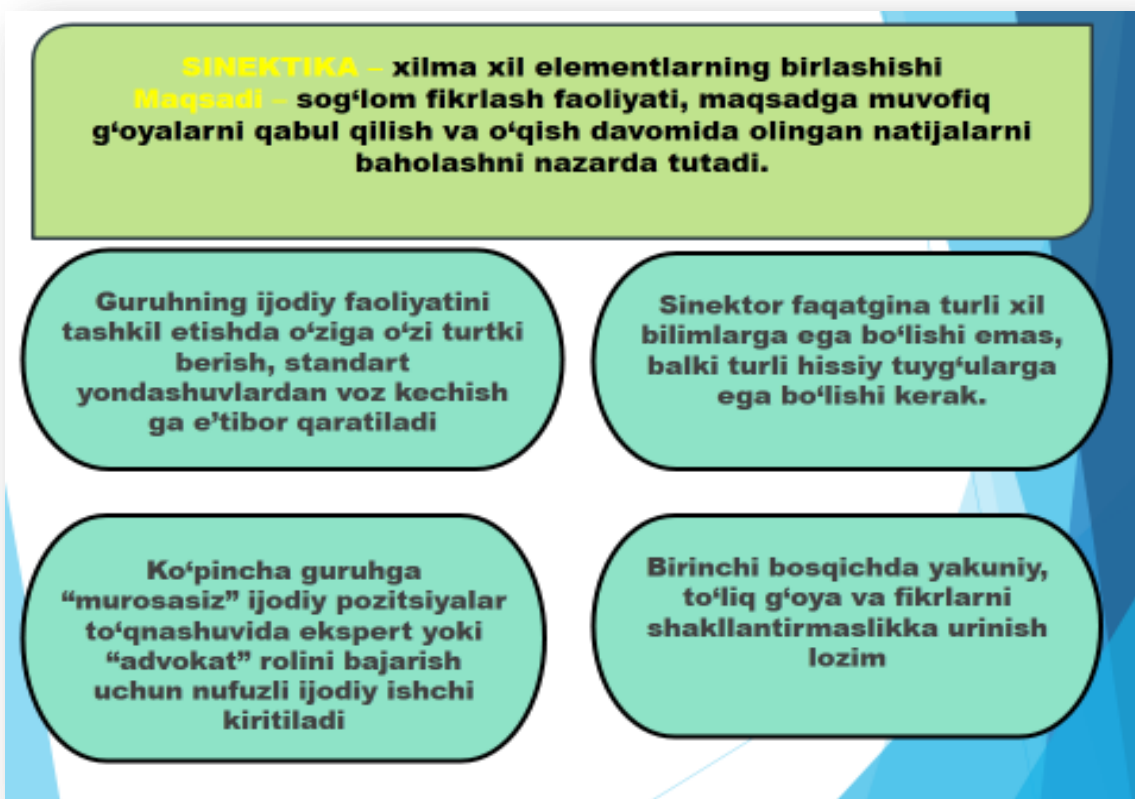 SINEKTIKA – xilma xil elementlarning birlashishi
Maqsadi – sog‘lom fikrlash faoliyati, maqsadga muvofiq
g‘oyalarni qabul qilish va o‘qish davomida olingan natijalarni
baholashni nazarda tutadi.
Guruhning ijodiy faoliyatini
tashkil etishda o‘ziga o‘zi turtki
berish, standart
yondashuvlardan voz kechish
ga e’tibor qaratiladi
Sinektor faqatgina turli xil
bilimlarga ega bo‘lishi emas,
balki turli hissiy tuyg‘ularga
ega bo‘lishi kerak.
Ko‘pincha guruhga
“murosasiz” ijodiy pozitsiyalar
to‘qnashuvida ekspert yoki
“advokat” rolini bajarish
uchun nufuzli ijodiy ishchi
kiritiladi
Birinchi bosqichda yakuniy,
to‘liq g‘oya va fikrlarni
shakllantirmaslikka urinish
lozim